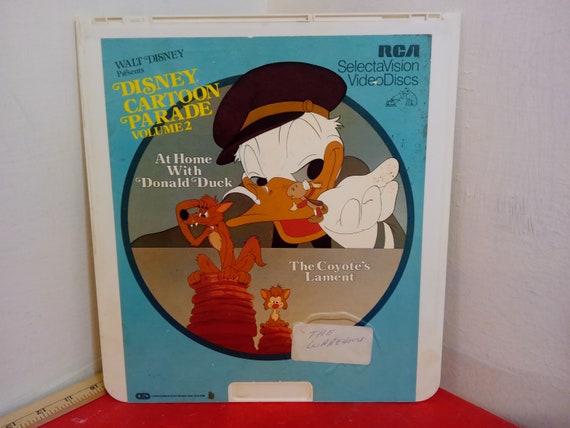 WALT DISNEY
Presents
DISNEY
CARTOON
PARADE
VOLUME 2
RCA
SelectaVision
VideoDiscs
At Home
With
Donald Duck
The Coyote's
Lament
THE